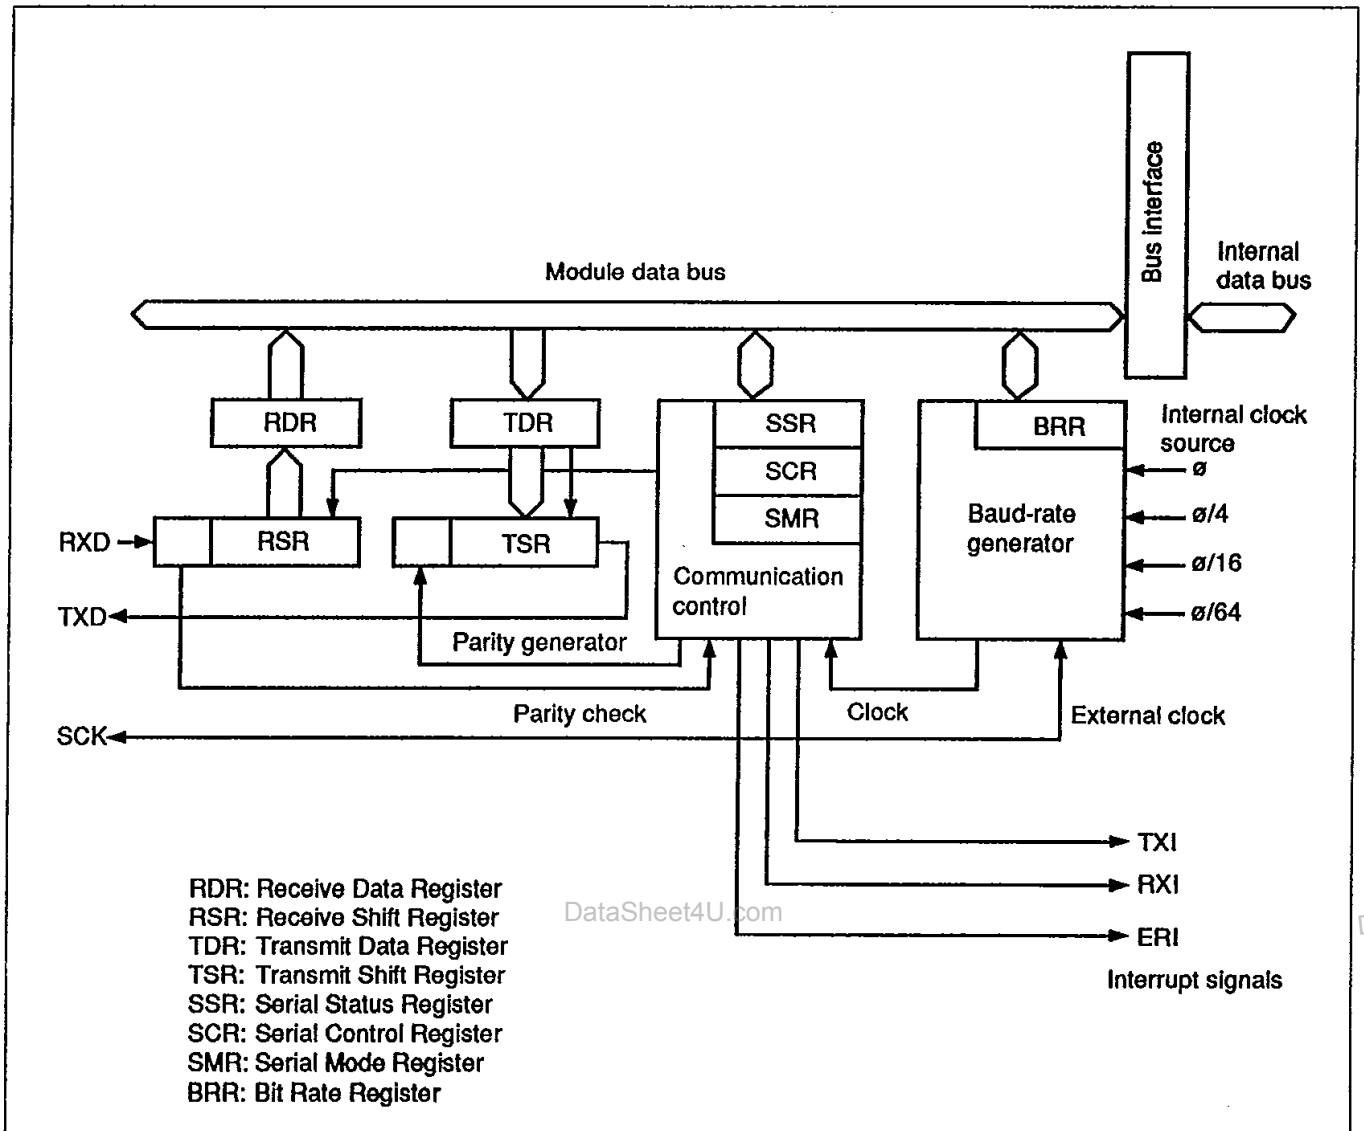 Bus interface
Internal
data bus
Module data bus
RDR
TDR
SSR
SCR
SMR
BRR
Internal clock
source
ø
ø/4
ø/16
ø/64
Baud-rate
generator
RXD
RSR
TSR
Communication
control
TXD
Parity generator
Parity check
Clock
External clock
SCK
TXI
RXI
ERI
Interrupt signals
RDR: Receive Data Register
RSR: Receive Shift Register
TDR: Transmit Data Register
TSR: Transmit Shift Register
SSR: Serial Status Register
SCR: Serial Control Register
SMR: Serial Mode Register
BRR: Bit Rate Register
DataSheet4U.com